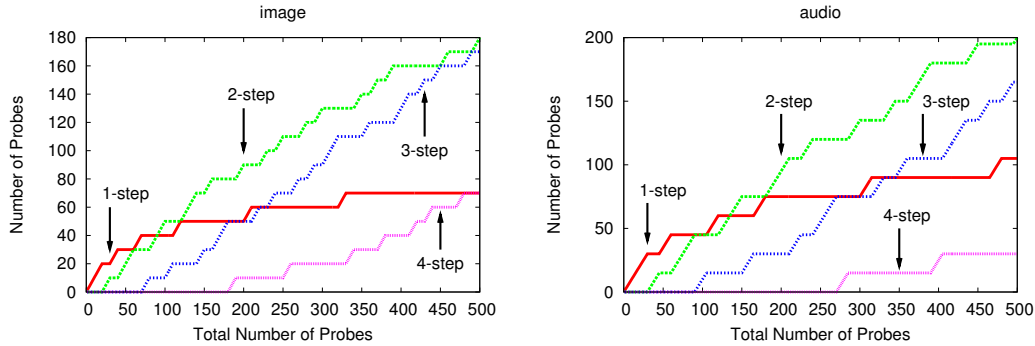 image
180
160
140
120
100
80
60
40
20
0
0 50 100 150 200 250 300 350 400 450 500
Number of Probes
Total Number of Probes
1-step
2-step
3-step
4-step
audio
200
150
100
50
0
0 50 100 150 200 250 300 350 400 450 500
Number of Probes
Total Number of Probes
1-step
2-step
3-step
4-step